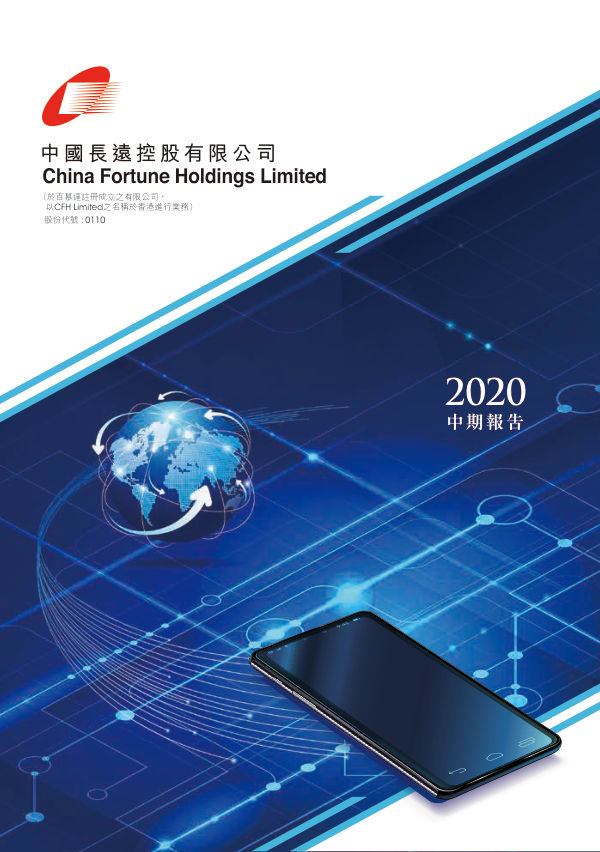 中國長遠控股有限公司
China Fortune Holdings Limited
（於百慕達註冊成立之有限公司，
以CFH Limited之名稱於香港進行業務）
股份代號 : 0110
2020
中期報告